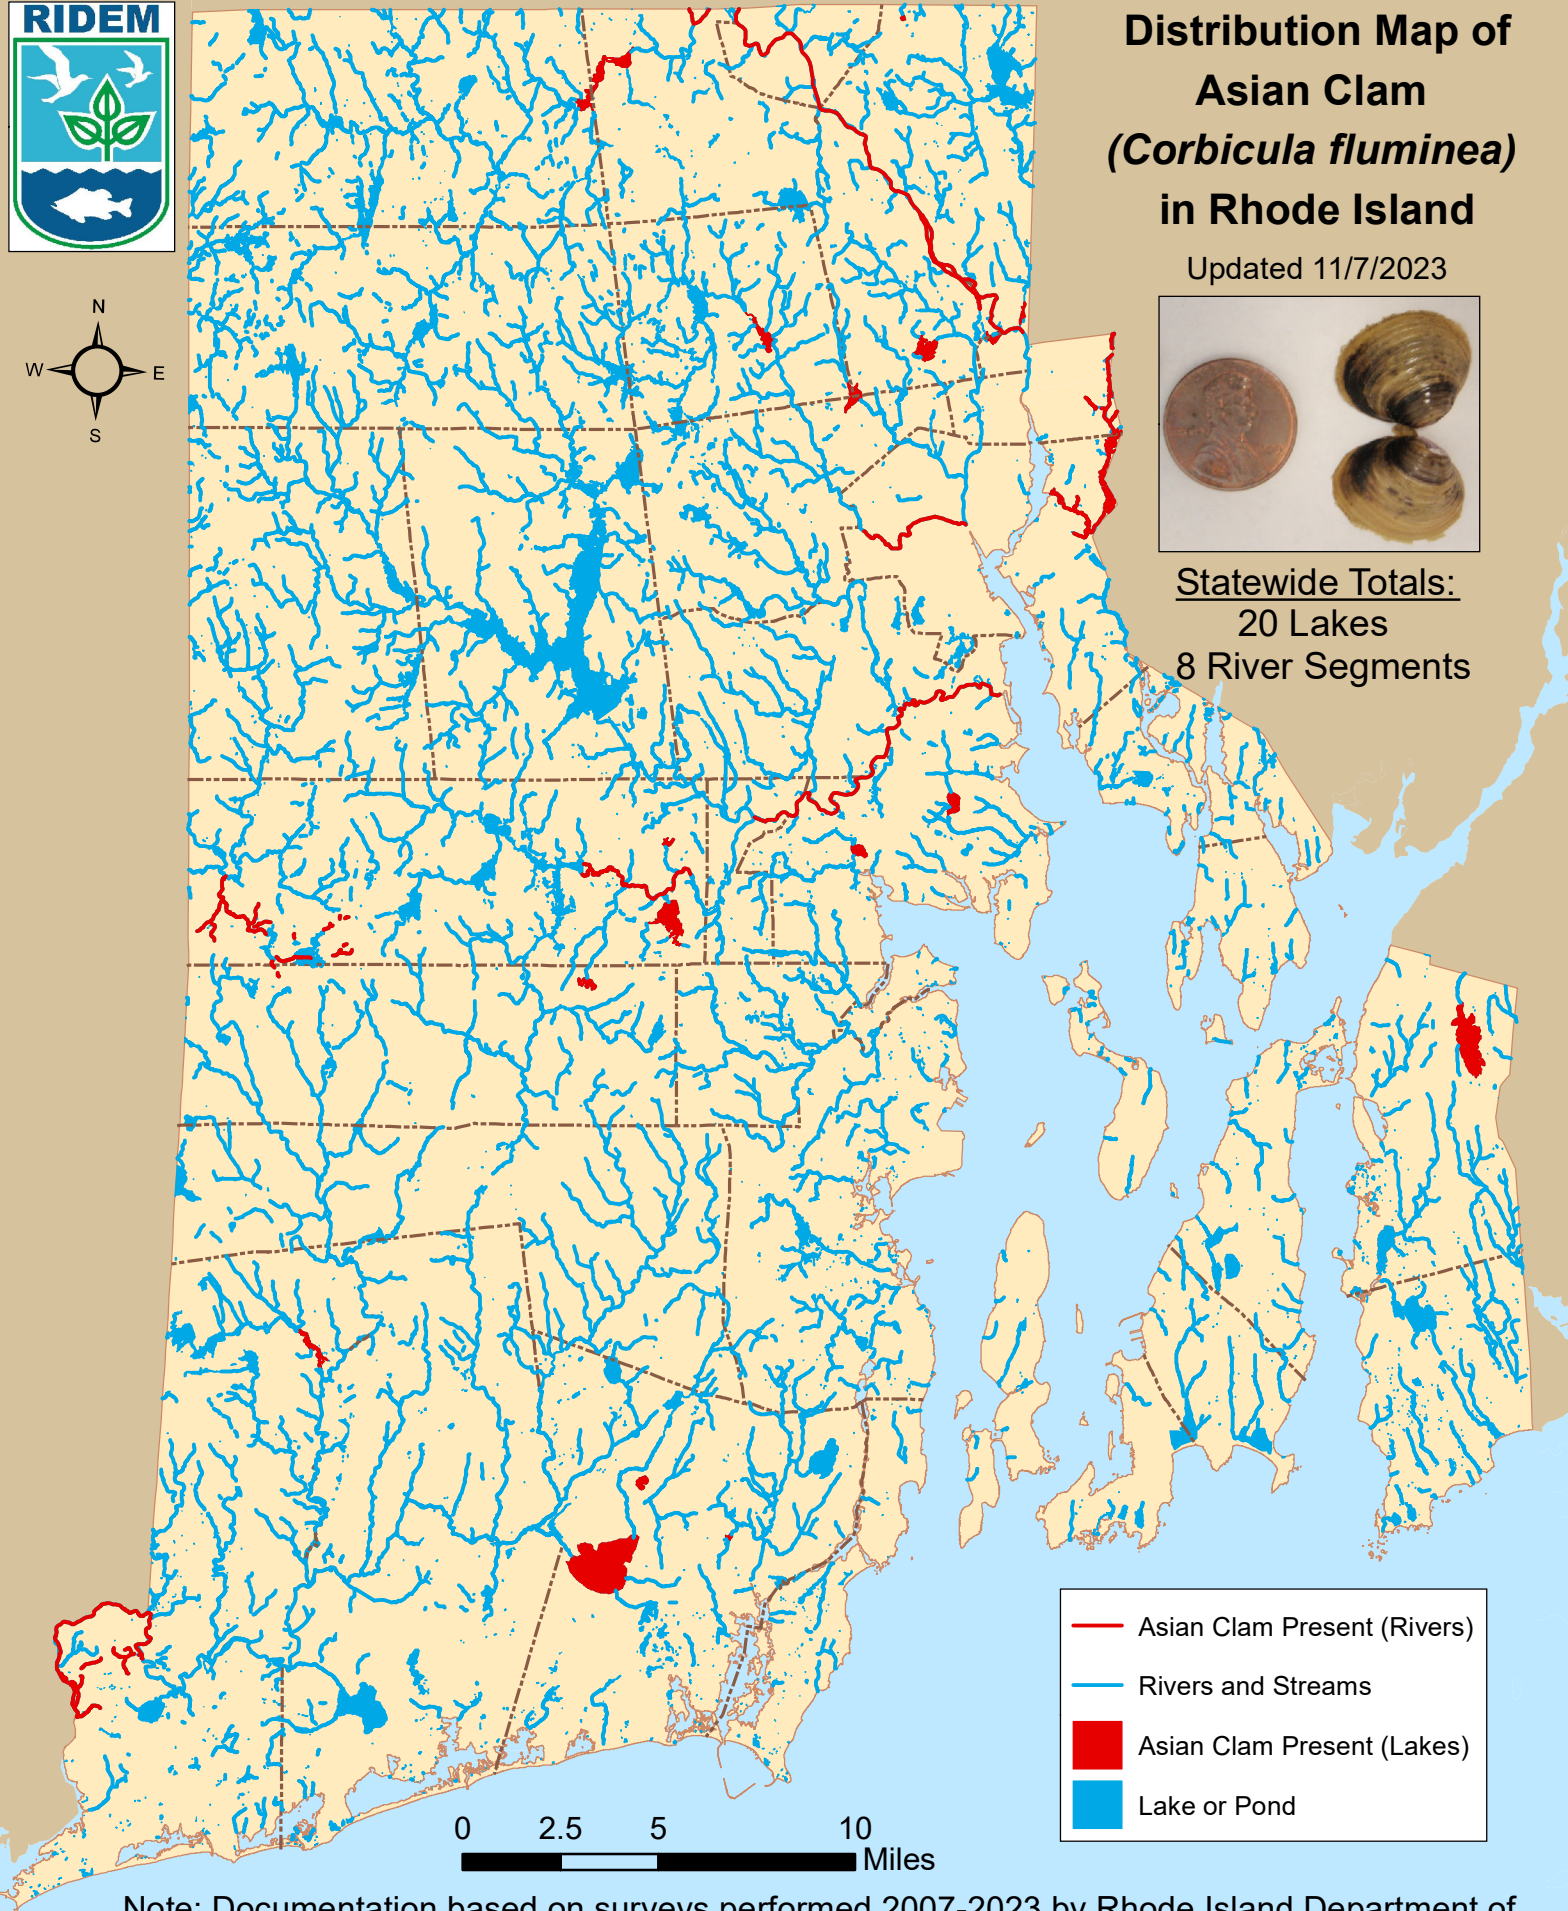 RIDEM
Distribution Map of
Asian Clam
(Corbicula fluminea)
in Rhode Island
Updated 11/7/2023
N
W
E
S
Statewide Totals:
20 Lakes
8 River Segments
Asian Clam Present (Rivers)
Rivers and Streams
Asian Clam Present (Lakes)
Lake or Pond
0 2.5 5 10
Miles
Note: Documentation based on surveys performed 2007-2023 by Rhode Island Department of